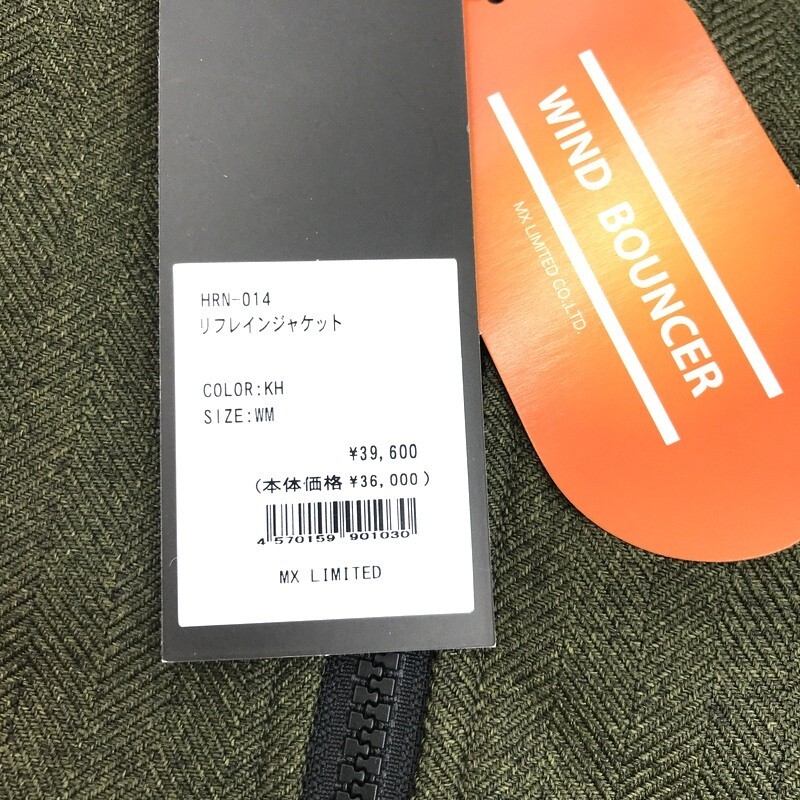 HRN-014
リフレインジャケット
COLOR:KH
SIZE:WM
¥39,600
(本体価格 ¥36,000)
4 570159 901030
MX LIMITED
WIND BOUNCER
MX LIMITED CO.,LTD.